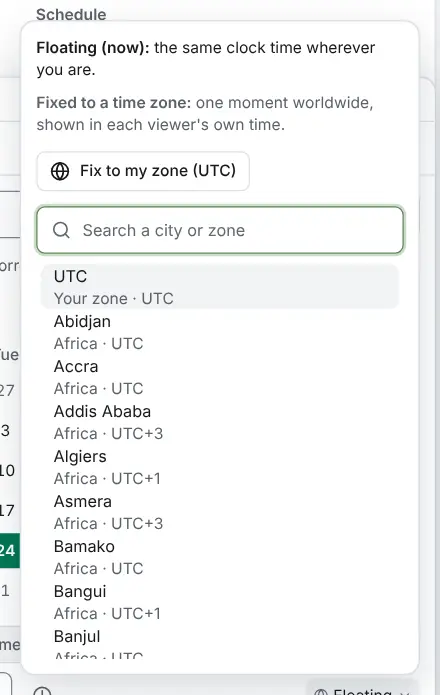 Schedule
Floating (now): the same clock time wherever
you are.
Fixed to a time zone: one moment worldwide,
shown in each viewer's own time.
Fix to my zone (UTC)
Search a city or zone
UTC
Your zone · UTC
Abidjan
Africa · UTC
Accra
Africa · UTC
Addis Ababa
Africa · UTC+3
Algiers
Africa · UTC+1
Asmera
Africa · UTC+3
Bamako
Africa · UTC
Bangui
Africa · UTC+1
Banjul
Africa · UTC
27
3
10
17
24
1
Floating